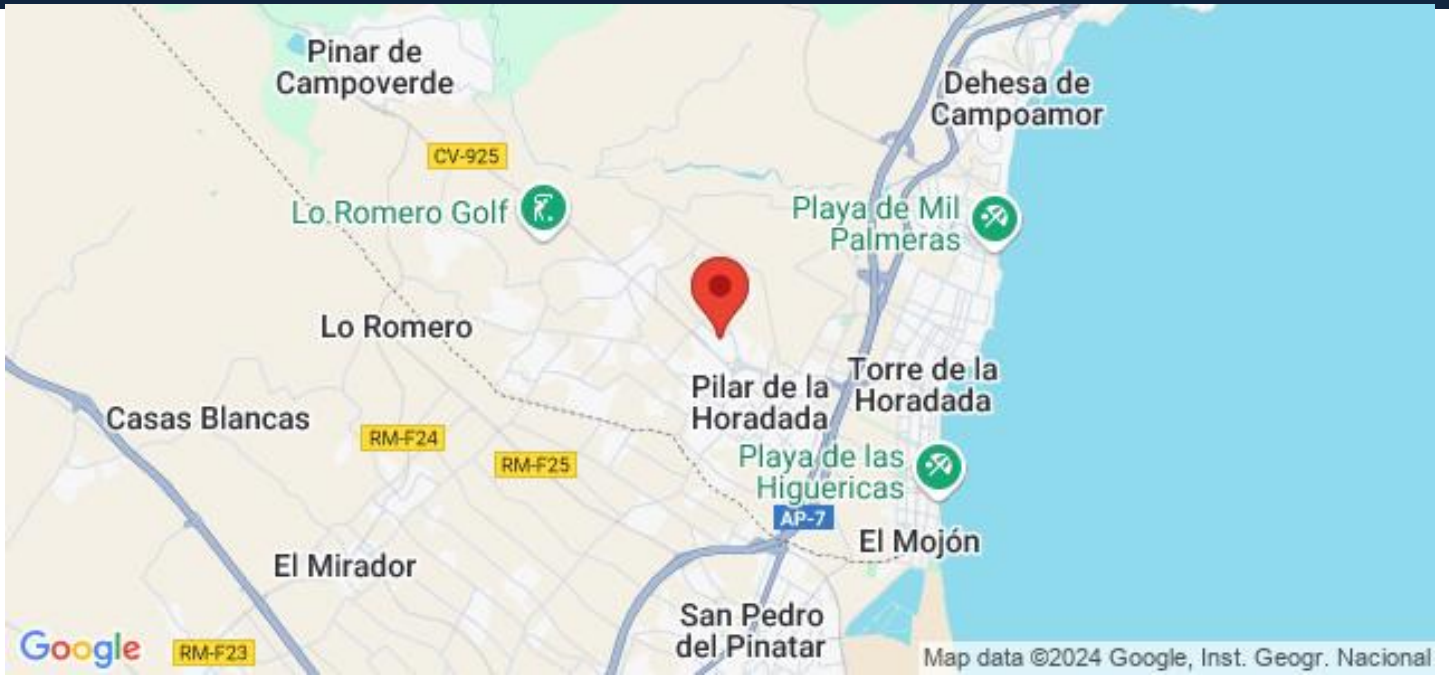 Pinar de
Campoverde
Dehesa de
Campoamor
CV-925
Lo Romero Golf
Playa de Mil
Palmeras
Lo Romero
Pilar de la
Horadada
Torre de la
Horadada
Casas Blancas
RM-F24
RM-F25
Playa de las
Higuericas
AP-7
El Mojón
El Mirador
San Pedro
del Pinatar
Google
RM-F23
Map data ©2024 Google, Inst. Geogr. Nacional